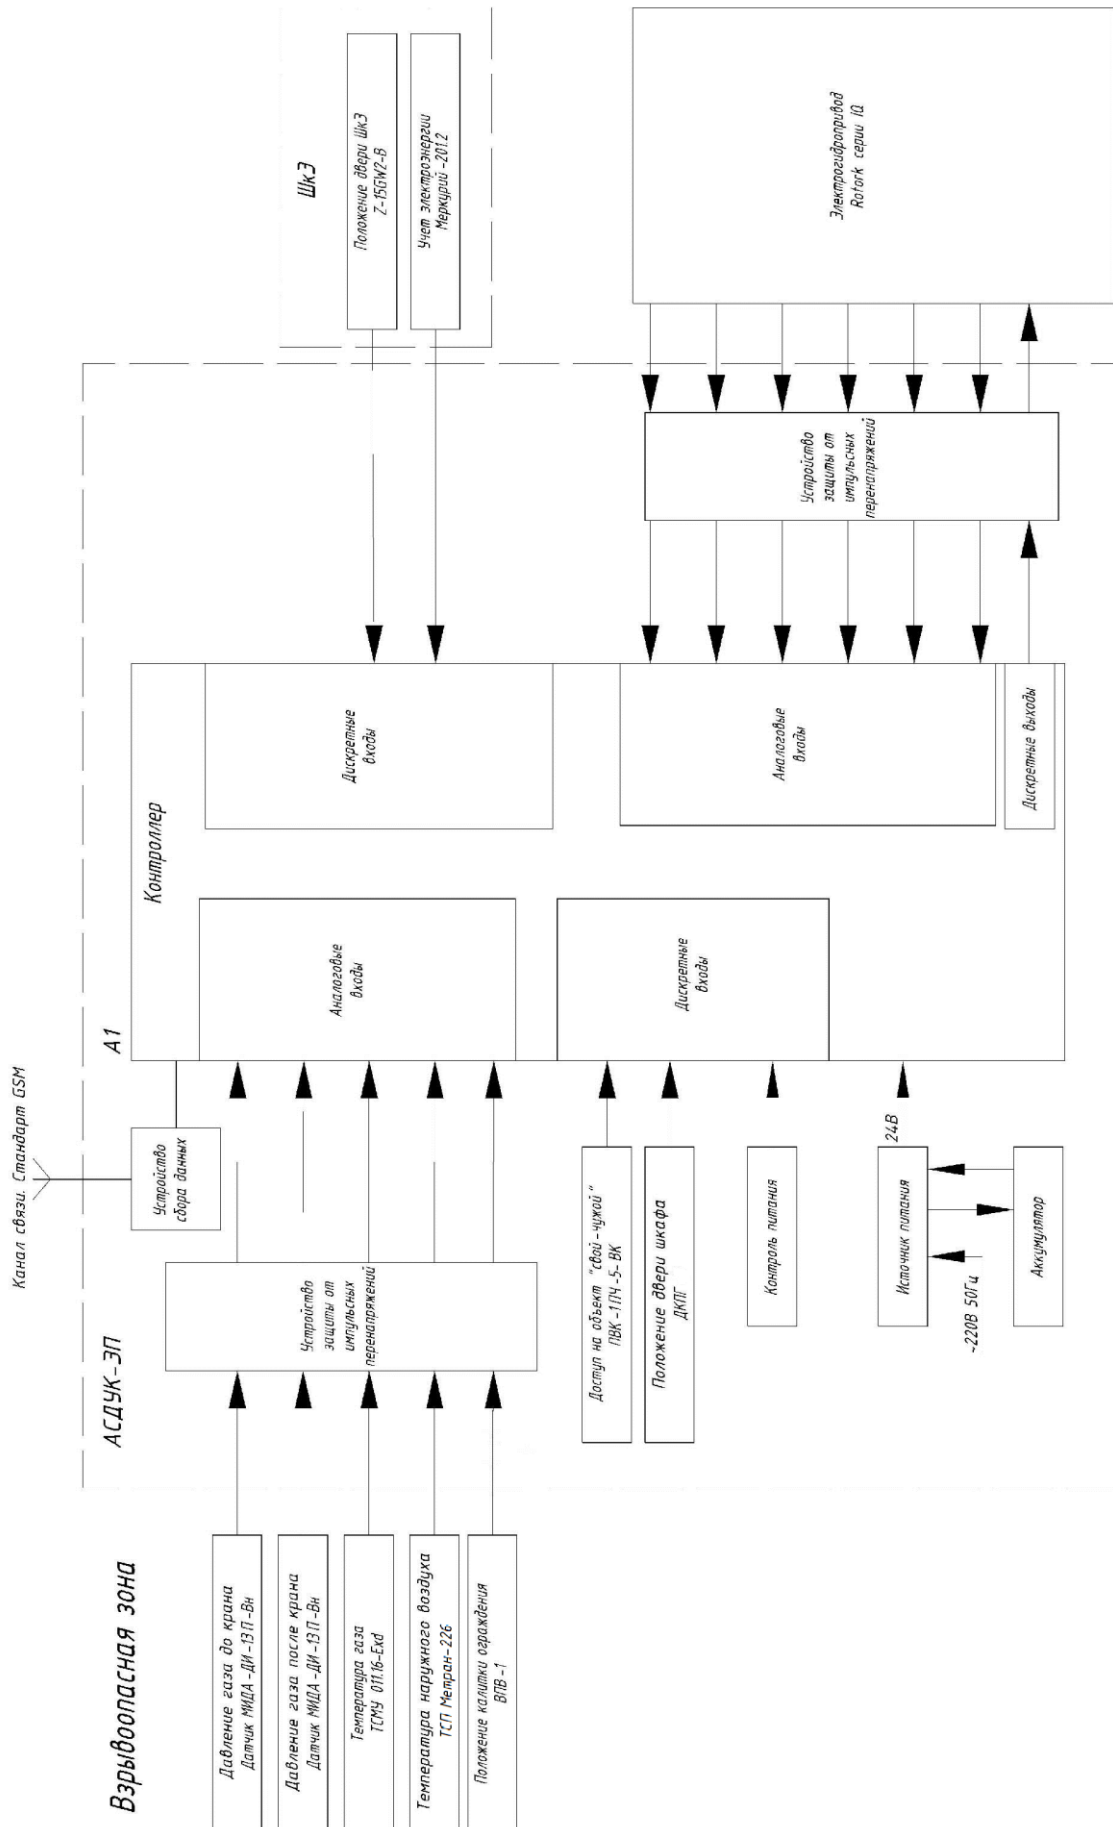 Канал связи. Стандарт GSM
Взрывоопасная зона
АСДУК-ЭП
А1
ШкЭ
Давление газа до крана
Датчик МИДА-ДИ-13П-Вн
Давление газа после крана
Датчик МИДА-ДИ-13П-Вн
Температура газа
ТСМУ 011.16-Exd
Температура наружного воздуха
ТСП Метран-226
Положение калитки ограждения
ВПВ-1
Устройство
защиты от
импульсных
перенапряжений
Устройство
сбора данных
Контроллер
Аналоговые
входы
Дискретные
входы
Положение двери ШкЭ
Z-15GW2-B
Учет электроэнергии
Меркурий-201.2
Доступ на объект "свой-чужой"
ПВК-1ПЧ-5-ВК
Положение двери шкафа
ДКПГ
Контроль питания
Источник питания
24В
~220В 50Гц
Аккумулятор
Дискретные
входы
Аналоговые
входы
Дискретные выходы
Устройство
защиты от
импульсных
перенапряжений
Электрогидропривод
Rotork серии IQ